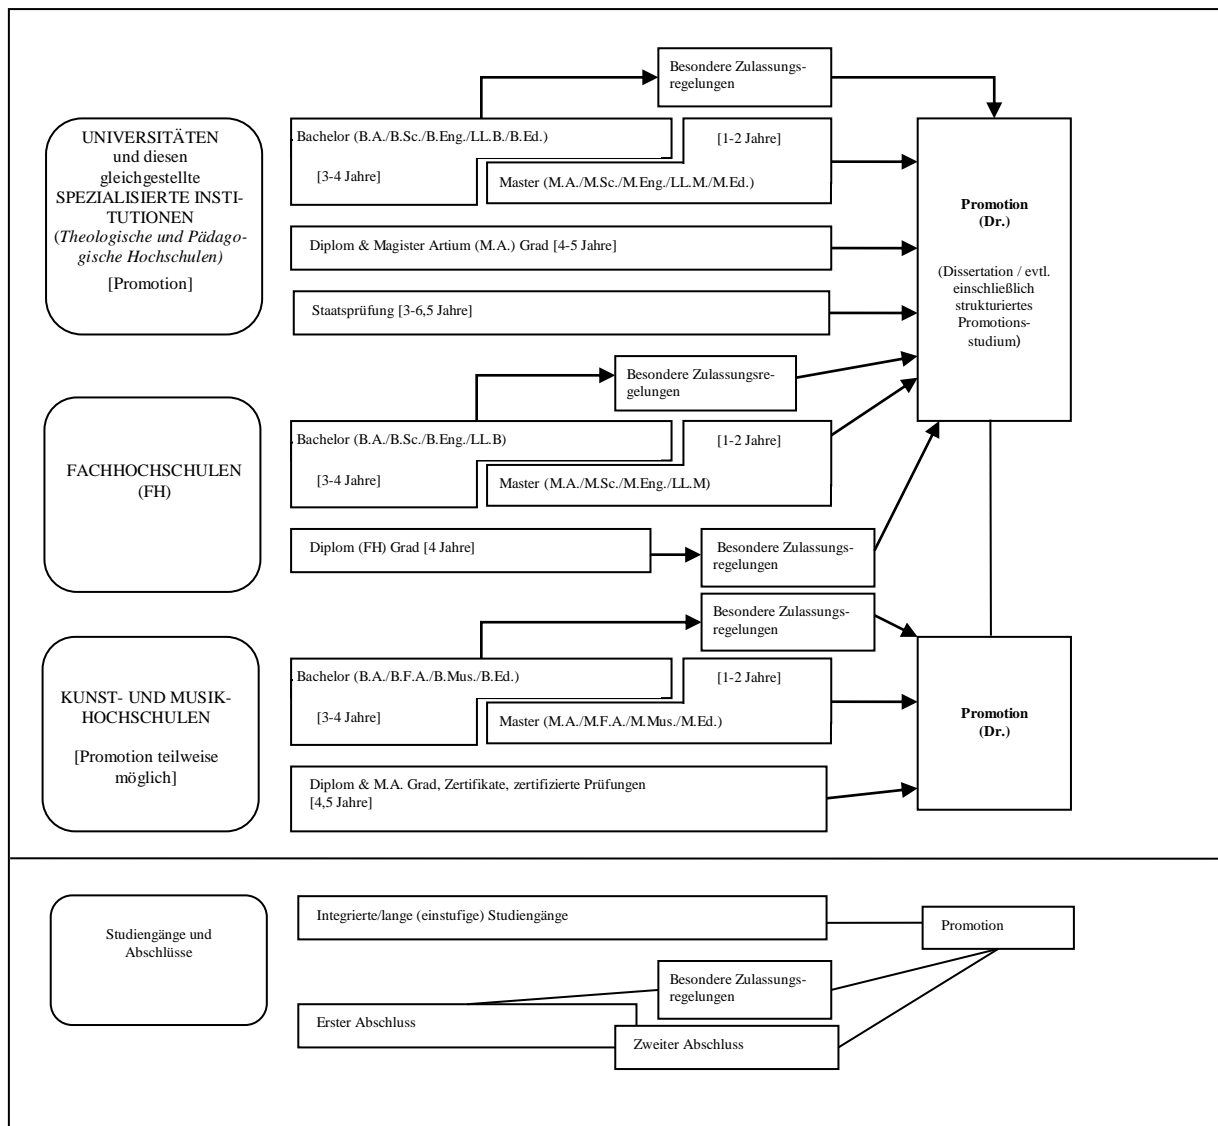 Besondere Zulassungs-
regelungen
UNIVERSITÄTEN
und diesen
gleichgestellte
SPEZIALISIERTE INSTI-
TUTIONEN
(Theologische und Pädago-
gische Hochschulen)
[Promotion]
Bachelor (B.A./B.Sc./B.Eng./LL.B./B.Ed.)
[3-4 Jahre]
[1-2 Jahre]
Master (M.A./M.Sc./M.Eng./LL.M./M.Ed.)
Diplom & Magister Artium (M.A.) Grad [4-5 Jahre]
Staatsprüfung [3-6,5 Jahre]
Promotion
(Dr.)
(Dissertation / evtl.
einschließlich
strukturiertes
Promotions-
studium)
Besondere Zulassungsre-
gelungen
FACHHOCHSCHULEN
(FH)
Bachelor (B.A./B.Sc./B.Eng./LL.B)
[3-4 Jahre]
[1-2 Jahre]
Master (M.A./M.Sc./M.Eng./LL.M)
Diplom (FH) Grad [4 Jahre]
Besondere Zulassungs-
regelungen
Besondere Zulassungs-
regelungen
KUNST- UND MUSIK-
HOCHSCHULEN
[Promotion teilweise
möglich]
Bachelor (B.A./B.F.A./B.Mus./B.Ed.)
[3-4 Jahre]
[1-2 Jahre]
Master (M.A./M.F.A./M.Mus./M.Ed.)
Diplom & M.A. Grad, Zertifikate, zertifizierte Prüfungen
[4,5 Jahre]
Promotion
(Dr.)
Studiengänge und
Abschlüsse
Integrierte/lange (einstufige) Studiengänge
Promotion
Besondere Zulassungs-
regelungen
Erster Abschluss
Zweiter Abschluss